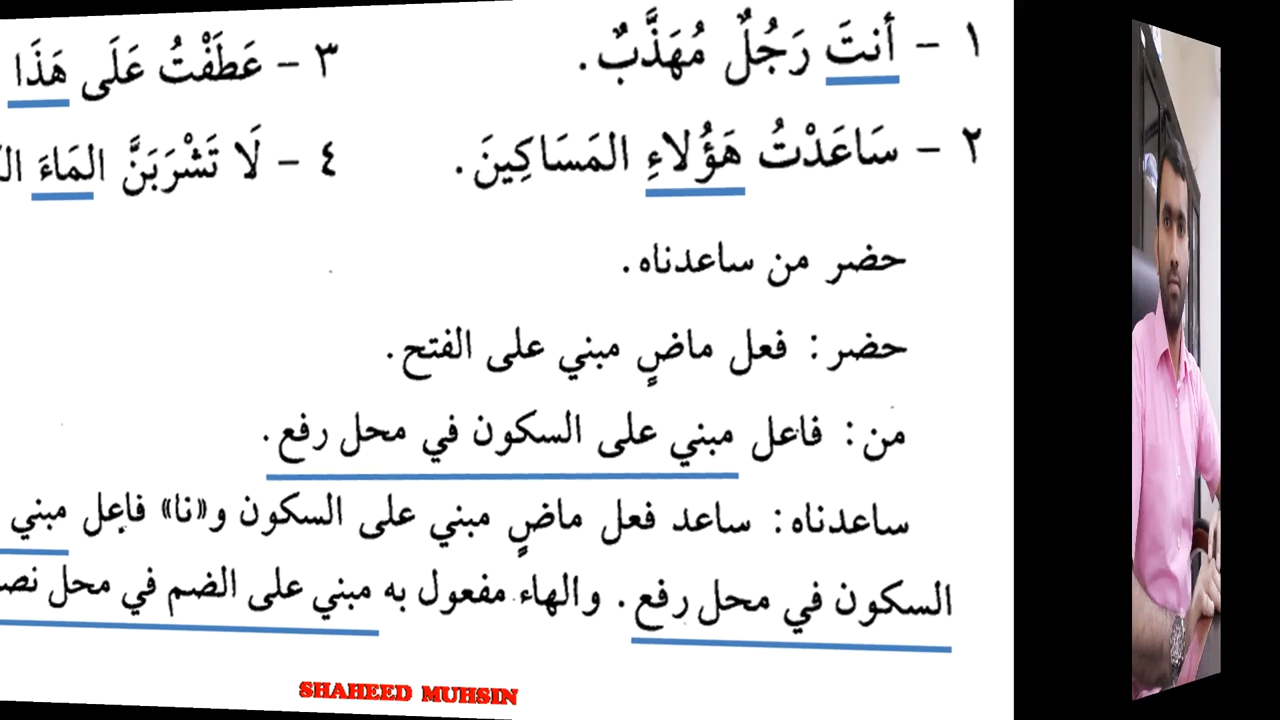 ١ - أنتَ رَجُلٌ مُهَذَّبٌ.
٣ - عَطَفْتُ عَلَى هَذَا
٢ - سَاعَدْتُ هَؤُلاءِ المَسَاكِينَ.
٤ - لَا تَشْرَبَنَّ المَاءَ
حضر من ساعدناه.
حضر: فعل ماضٍ مبني على الفتح.
من: فاعل مبني على السكون في محل رفع.
ساعدناه: ساعد فعل ماضٍ مبني على السكون و«نا» فاعل مبني
السكون في محل رفع. والهاء مفعول به مبني على الضم في محل
SHAHEED MUHSIN